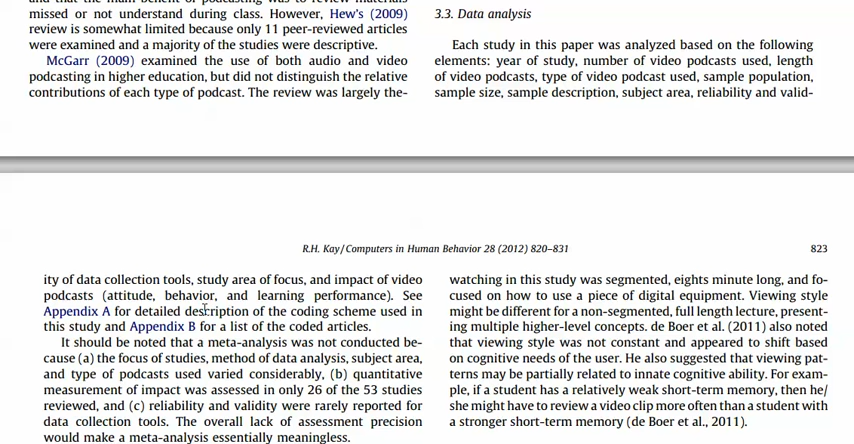 and that the main benefit of podcasting was to review materials
missed or not understand during class. However, Hew's (2009)
review is somewhat limited because only 11 peer-reviewed articles
were examined and a majority of the studies were descriptive.
McGarr (2009) examined the use of both audio and video
podcasting in higher education, but did not distinguish the relative
contributions of each type of podcast. The review was largely the-
3.3. Data analysis
Each study in this paper was analyzed based on the following
elements: year of study, number of video podcasts used, length
of video podcasts, type of video podcast used, sample population,
sample size, sample description, subject area, reliability and valid-
R.H. Kay/Computers in Human Behavior 28 (2012) 820–831
823
ity of data collection tools, study area of focus, and impact of video
podcasts (attitude, behavior, and learning performance). See
Appendix A for detailed description of the coding scheme used in
this study and Appendix B for a list of the coded articles.
It should be noted that a meta-analysis was not conducted be-
cause (a) the focus of studies, method of data analysis, subject area,
and type of podcasts used varied considerably, (b) quantitative
measurement of impact was assessed in only 26 of the 53 studies
reviewed, and (c) reliability and validity were rarely reported for
data collection tools. The overall lack of assessment precision
would make a meta-analysis essentially meaningless.
watching in this study was segmented, eights minute long, and fo-
cused on how to use a piece of digital equipment. Viewing style
might be different for a non-segmented, full length lecture, present-
ing multiple higher-level concepts. de Boer et al. (2011) also noted
that viewing style was not constant and appeared to shift based
on cognitive needs of the user. He also suggested that viewing pat-
terns may be partially related to innate cognitive ability. For exam-
ple, if a student has a relatively weak short-term memory, then he/
she might have to review a video clip more often than a student with
a stronger short-term memory (de Boer et al., 2011).